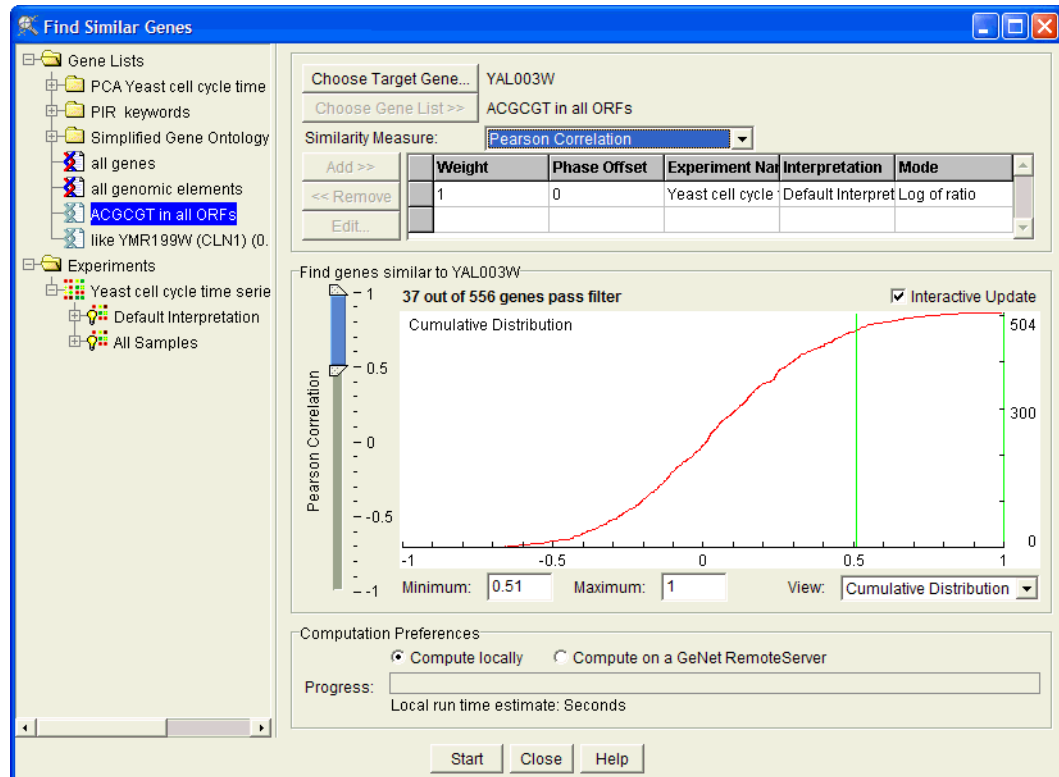 Find Similar Genes
Gene Lists
PCA Yeast cell cycle time
PIR keywords
Simplified Gene Ontology
all genes
all genomic elements
ACGCGT in all ORFs
like YMR199W (CLN1) (0.
Experiments
Yeast cell cycle time serie
Default Interpretation
All Samples
Choose Target Gene... YAL003W
Choose Gene List >> ACGCGT in all ORFs
Similarity Measure: Pearson Correlation
Add >>
<< Remove
Edit...
Weight Phase Offset Experiment Nar Interpretation Mode
1 0 Yeast cell cycle t Default Interpret Log of ratio
Find genes similar to YAL003W
37 out of 556 genes pass filter Interactive Update
Pearson Correlation
1
0.5
0
-0.5
-1
Cumulative Distribution
504
300
0
-1 -0.5 0 0.5 1
Minimum: 0.51 Maximum: 1 View: Cumulative Distribution
Computation Preferences
Compute locally Compute on a GeNet RemoteServer
Progress:
Local run time estimate: Seconds
Start Close Help